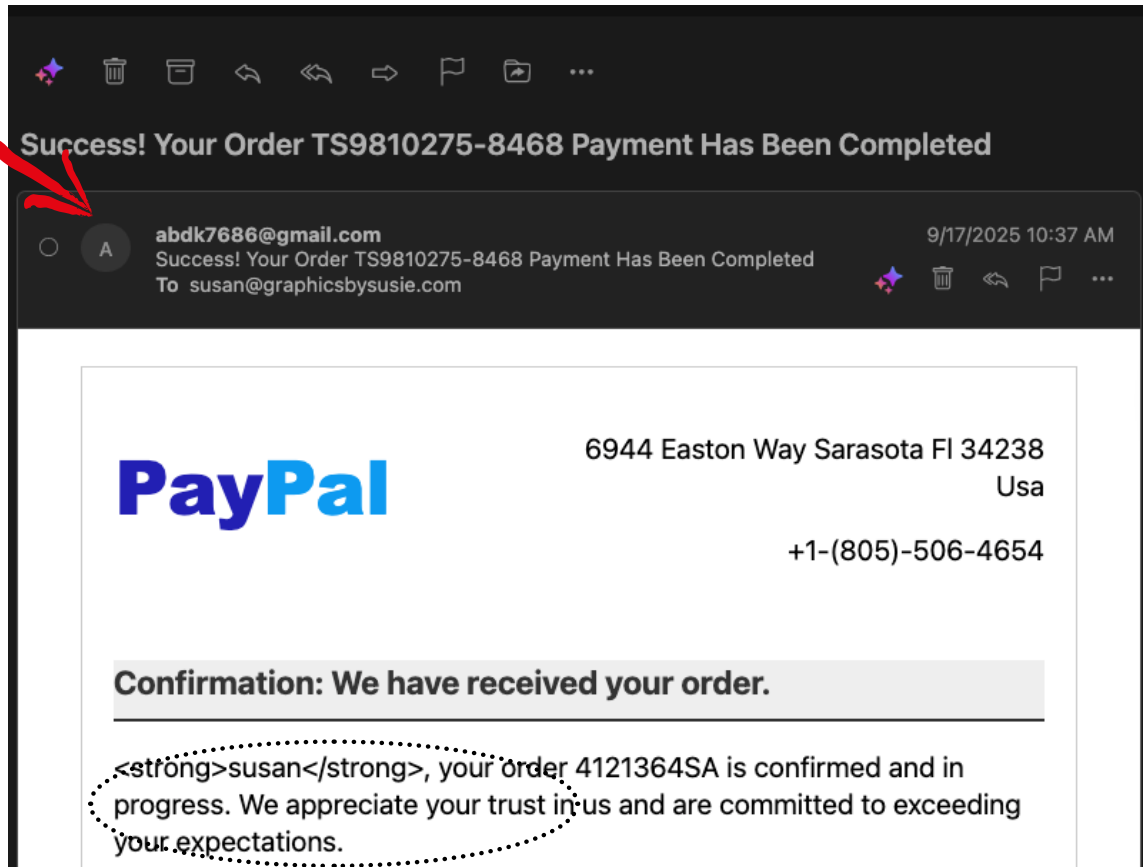 Success! Your Order TS9810275-8468 Payment Has Been Completed
A
abdk7686@gmail.com
9/17/2025 10:37 AM
Success! Your Order TS9810275-8468 Payment Has Been Completed
To susan@graphicsbysusie.com
PayPal
6944 Easton Way Sarasota Fl 34238
Usa
+1-(805)-506-4654
Confirmation: We have received your order.
<strong>susan</strong>, your order 4121364SA is confirmed and in
progress. We appreciate your trust in us and are committed to exceeding
your expectations.